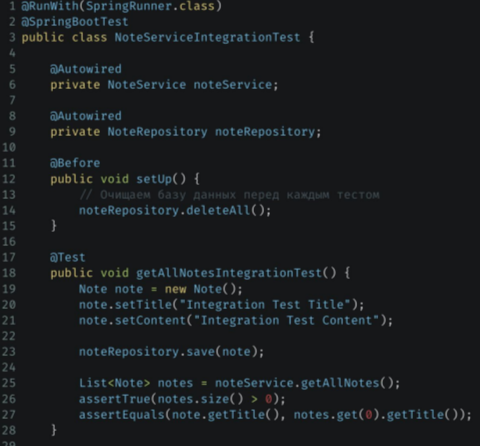 1 @RunWith(SpringRunner.class)
2 @SpringBootTest
3 public class NoteServiceIntegrationTest {
4
5 @Autowired
6 private NoteService noteService;
7
8 @Autowired
9 private NoteRepository noteRepository;
10
11 @Before
12 public void setUp() {
13 // Очищаем базу данных перед каждым тестом
14 noteRepository.deleteAll();
15 }
16
17 @Test
18 public void getAllNotesIntegrationTest() {
19 Note note = new Note();
20 note.setTitle("Integration Test Title");
21 note.setContent("Integration Test Content");
22
23 noteRepository.save(note);
24
25 List<Note> notes = noteService.getAllNotes();
26 assertTrue(notes.size() > 0);
27 assertEquals(note.getTitle(), notes.get(0).getTitle());
28 }
29